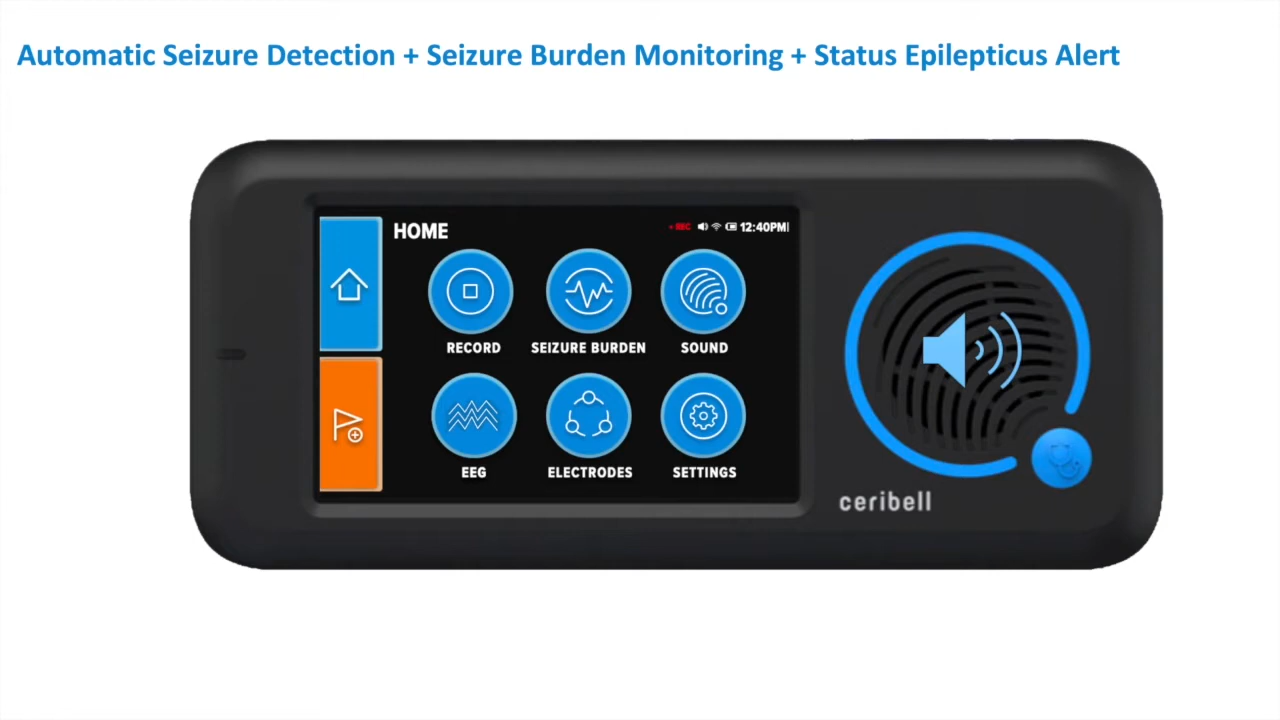 Automatic Seizure Detection + Seizure Burden Monitoring + Status Epilepticus Alert
HOME
REC
12:40PM
RECORD
SEIZURE BURDEN
SOUND
EEG
ELECTRODES
SETTINGS
ceribell